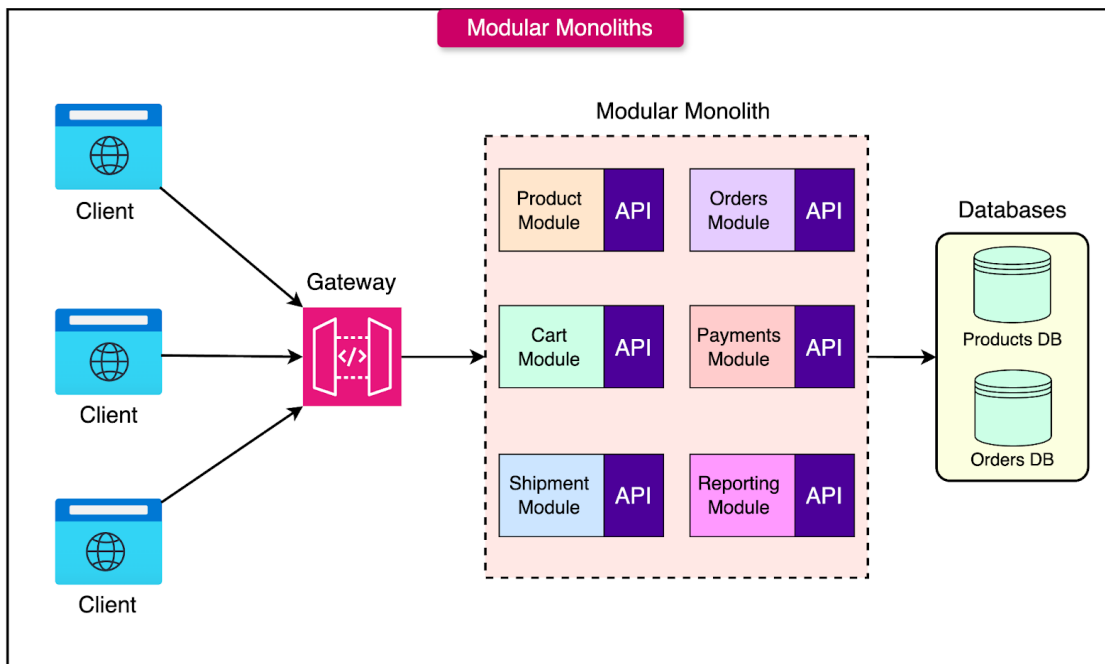 Modular Monoliths
Client
Client
Client
Gateway
</>
Modular Monolith
Product
Module
API
Orders
Module
API
Cart
Module
API
Payments
Module
API
Shipment
Module
API
Reporting
Module
API
Databases
Products DB
Orders DB